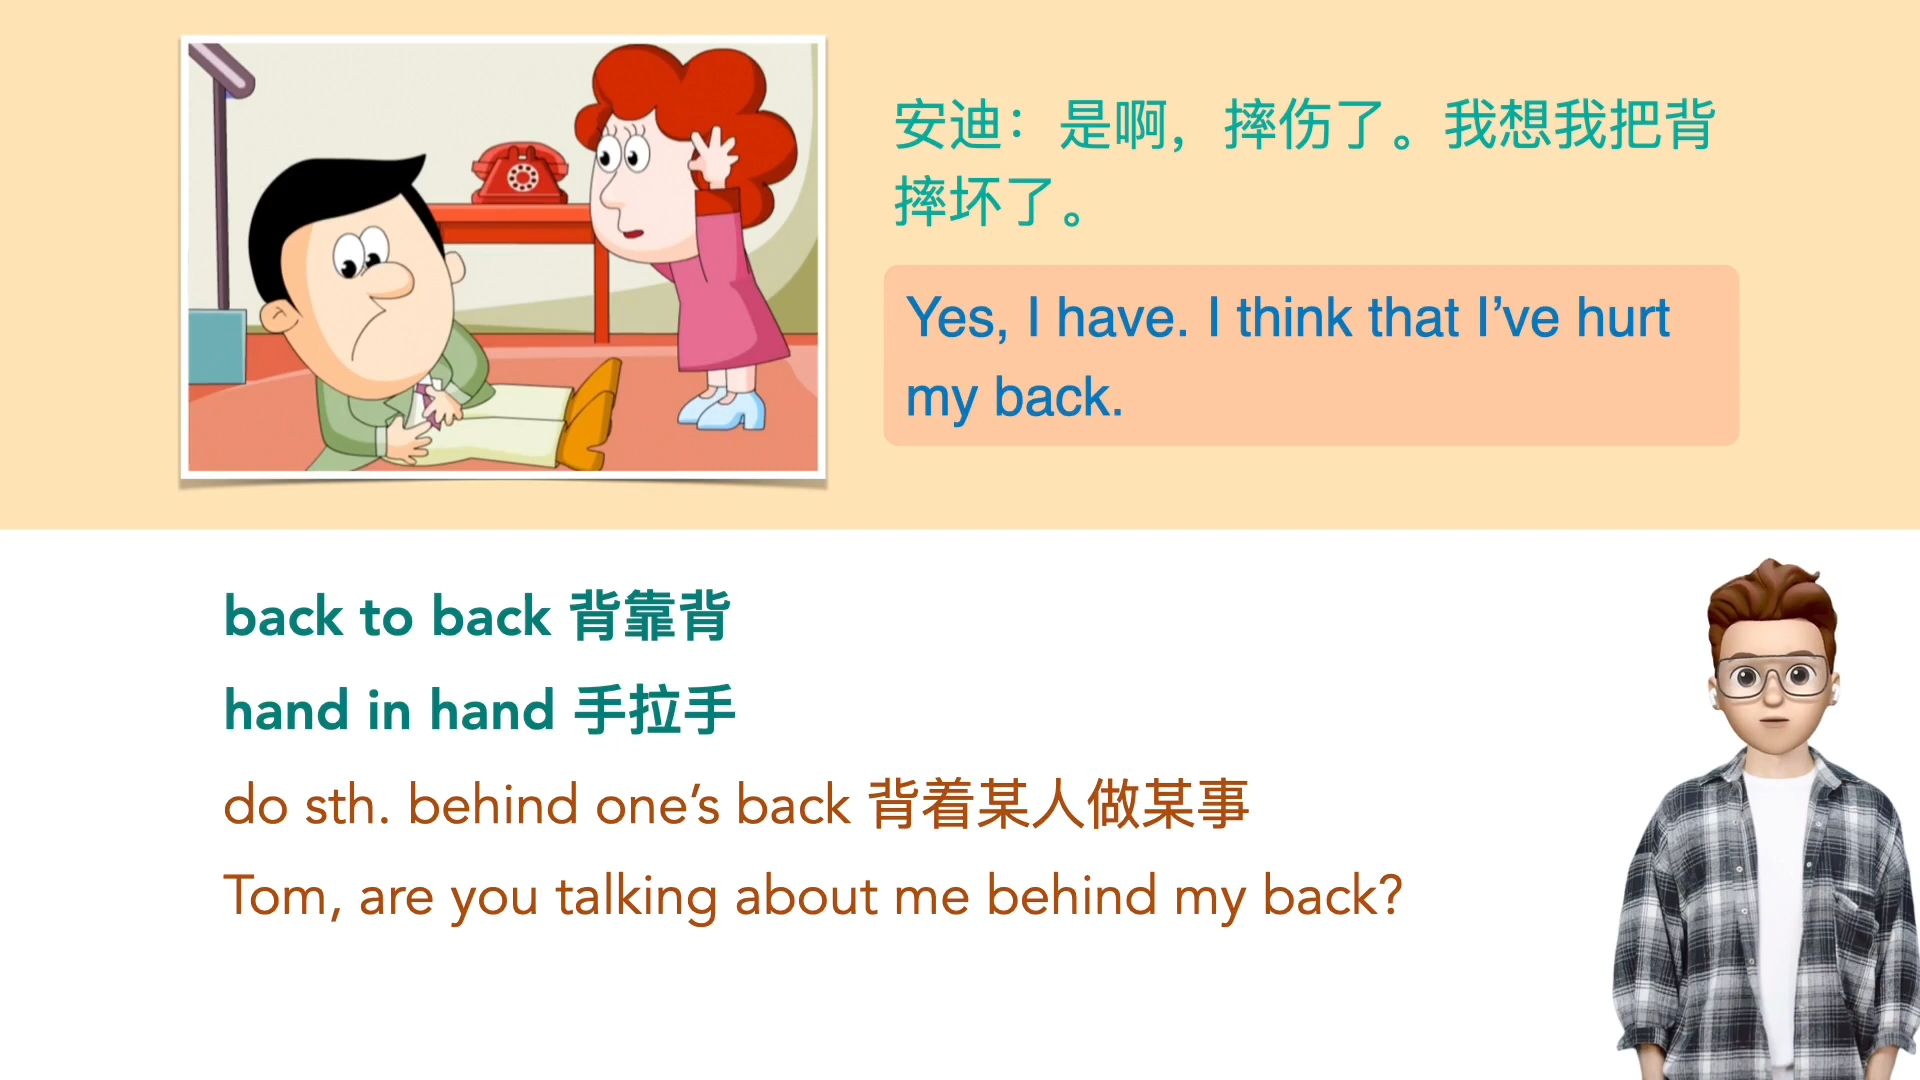 安迪：是啊，摔伤了。我想我把背
摔坏了。
Yes, I have. I think that I’ve hurt
my back.
back to back 背靠背
hand in hand 手拉手
do sth. behind one’s back 背着某人做某事
Tom, are you talking about me behind my back?